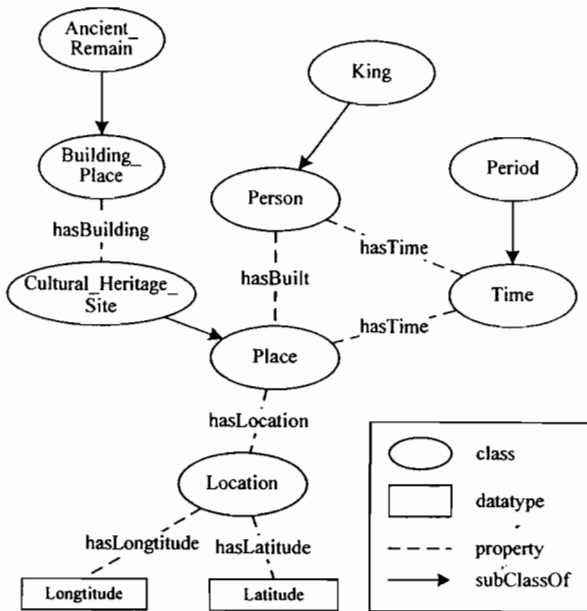 Ancient_
Remain
King
Building_
Place
Period
Person
hasBuilding
hasTime
hasBuilt
Cultural_Heritage_
Site
Time
hasTime
Place
hasLocation
class
Location
datatype
hasLongtitude
hasLatitude
property
Longtitude
Latitude
subClassOf